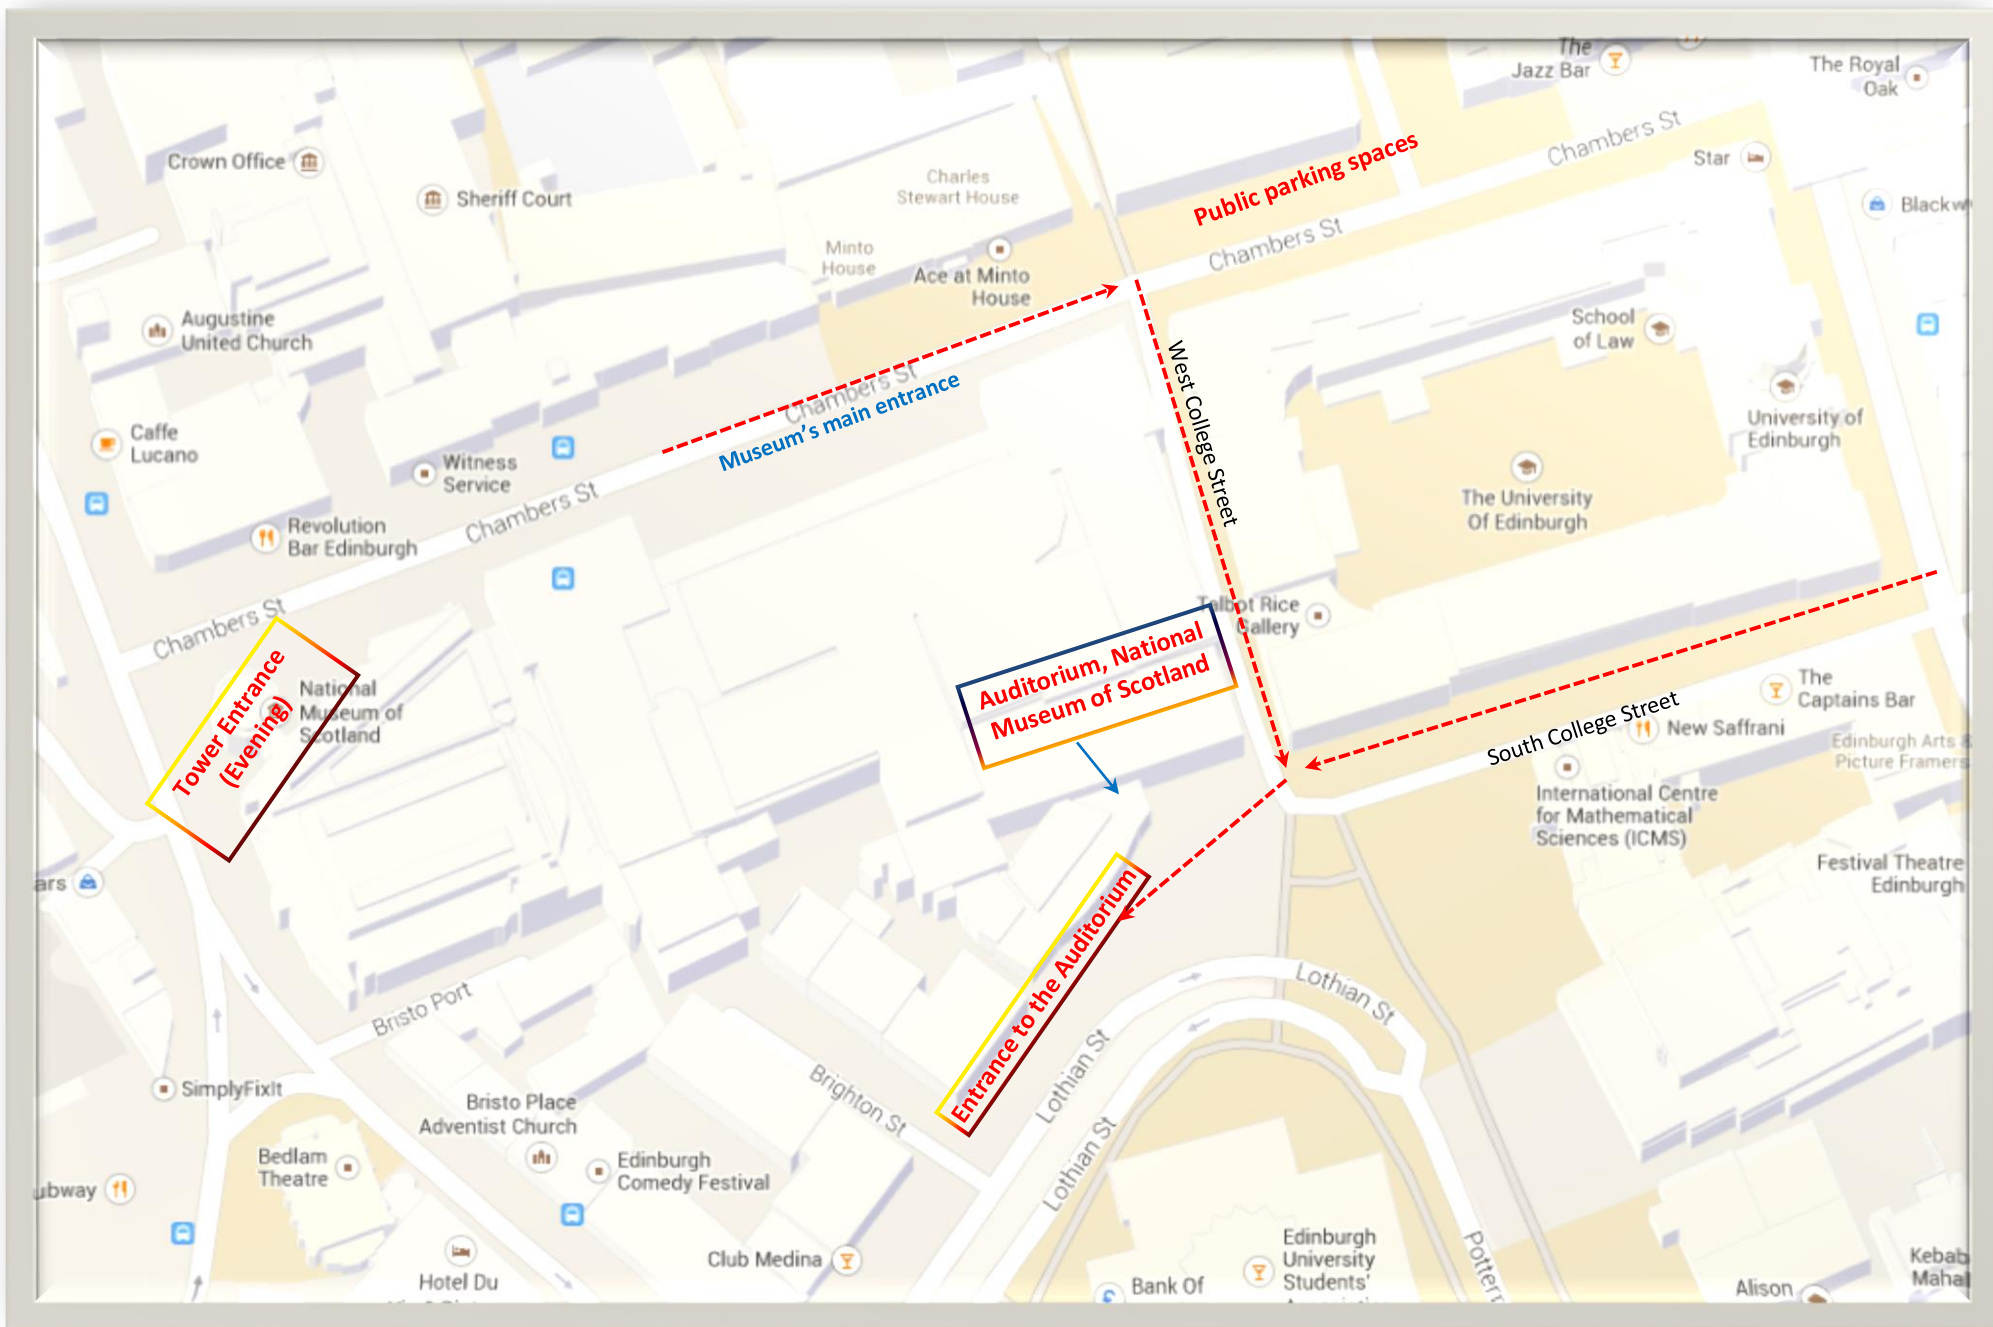 The
Jazz Bar
The Royal
Oak
Crown Office
Sheriff Court
Charles
Stewart House
Public parking spaces
Chambers St
Star
Blackw
Minto
House
Ace at Minto
House
Chambers St
Augustine
United Church
School
of Law
West College Street
Chambers St
Museum's main entrance
University of
Edinburgh
Caffe
Lucano
Witness
Service
The University
Of Edinburgh
Chambers St
Revolution
Bar Edinburgh
Chambers St
Talbot Rice
Gallery
Auditorium, National
Museum of Scotland
Tower Entrance
(Evening)
National
Museum of
Scotland
The
Captains Bar
South College Street
New Saffrani
Edinburgh Arts &
Picture Framers
International Centre
for Mathematical
Sciences (ICMS)
Festival Theatre
Edinburgh
ars
Entrance to the Auditorium
Lothian St
Bristo Port
Lothian St
SimplyFixIt
Brighton St
Bristo Place
Adventist Church
Lothian St
Bedlam
Theatre
Edinburgh
Comedy Festival
ubway
Club Medina
Edinburgh
University
Students'
Potterr
Hotel Du
Bank Of
Alison
Kebab
Mahal